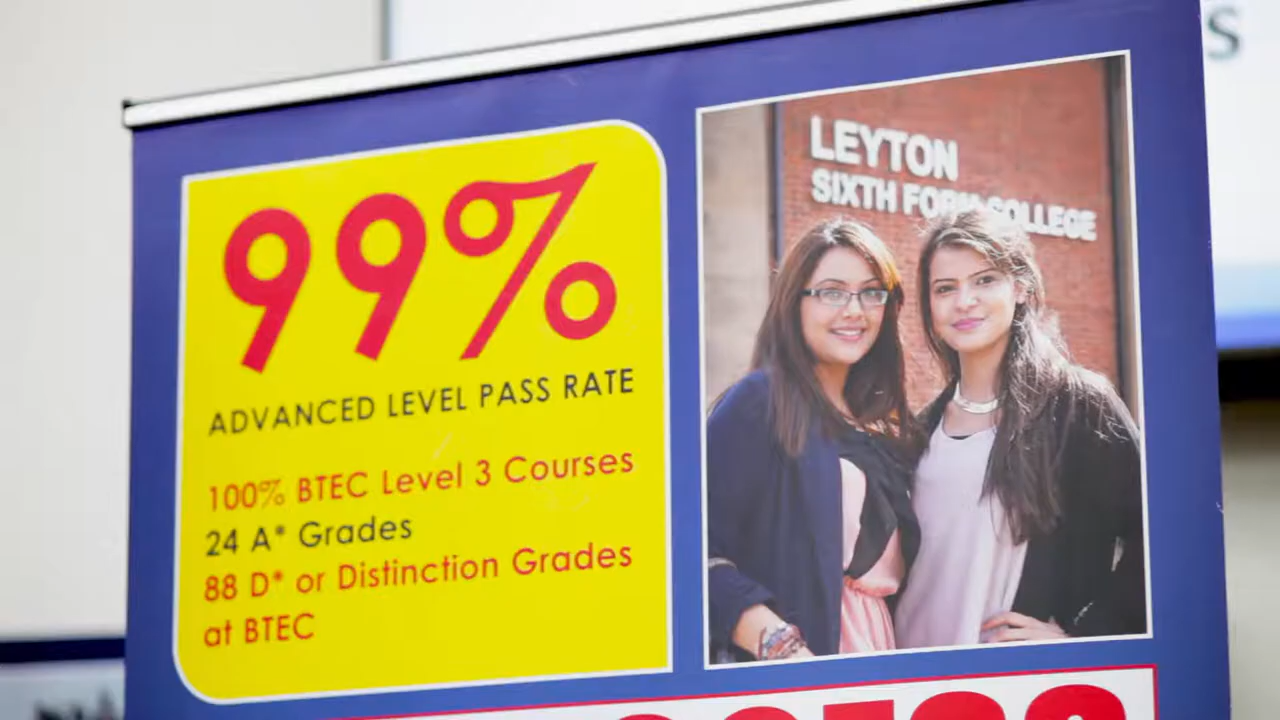 99%
ADVANCED LEVEL PASS RATE
100% BTEC Level 3 Courses
24 A* Grades
88 D* or Distinction Grades
at BTEC
LEYTON
SIXTH FORM COLLEGE
S